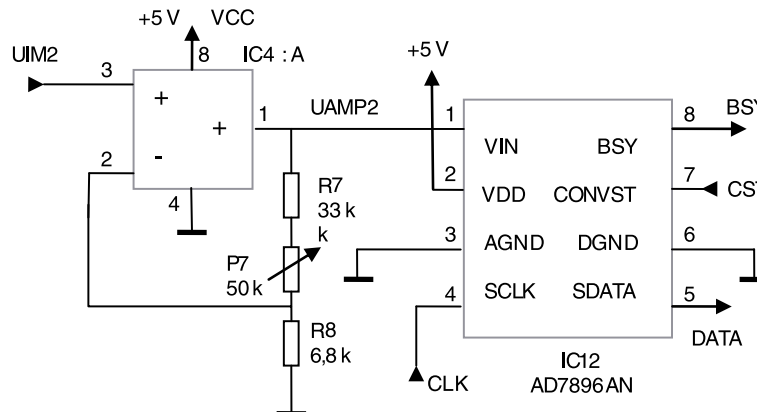 +5 V VCC
UIM2
8
IC4 : A
3
+
+
-
1
UAMP2
2
4
R7
33 k
k
P7
50 k
R8
6,8 k
+5 V
1
VIN
BSY
8
BSY
2
VDD
CONVST
7
CST
3
AGND
DGND
6
4
SCLK
SDATA
5
DATA
CLK
IC12
AD7896AN